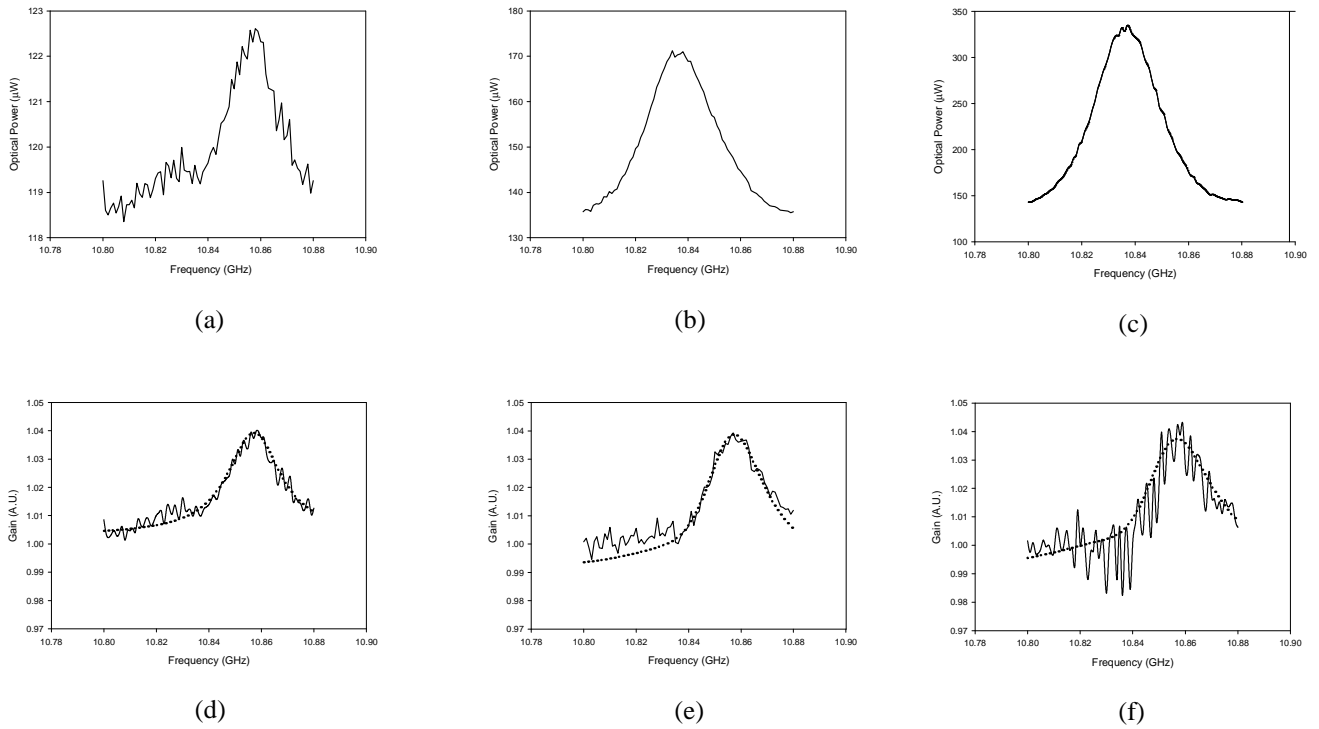 123
122
121
120
119
118
Optical Power (μW)
10.78 10.80 10.82 10.84 10.86 10.88 10.90
Frequency (GHz)
(a)
180
170
160
150
140
130
Optical Power (μW)
10.78 10.80 10.82 10.84 10.86 10.88 10.90
Frequency (GHz)
(b)
350
300
250
200
150
100
Optical Power (μW)
10.78 10.80 10.82 10.84 10.86 10.88 10.90
Frequency (GHz)
(c)
1.05
1.04
1.03
1.02
1.01
1.00
0.99
0.98
0.97
Gain (A.U.)
10.78 10.80 10.82 10.84 10.86 10.88 10.90
Frequency (GHz)
(d)
1.05
1.04
1.03
1.02
1.01
1.00
0.99
0.98
0.97
Gain (A.U.)
10.78 10.80 10.82 10.84 10.86 10.88 10.90
Frequency (GHz)
(e)
1.05
1.04
1.03
1.02
1.01
1.00
0.99
0.98
0.97
Gain (A.U.)
10.78 10.80 10.82 10.84 10.86 10.88 10.90
Frequency (GHz)
(f)